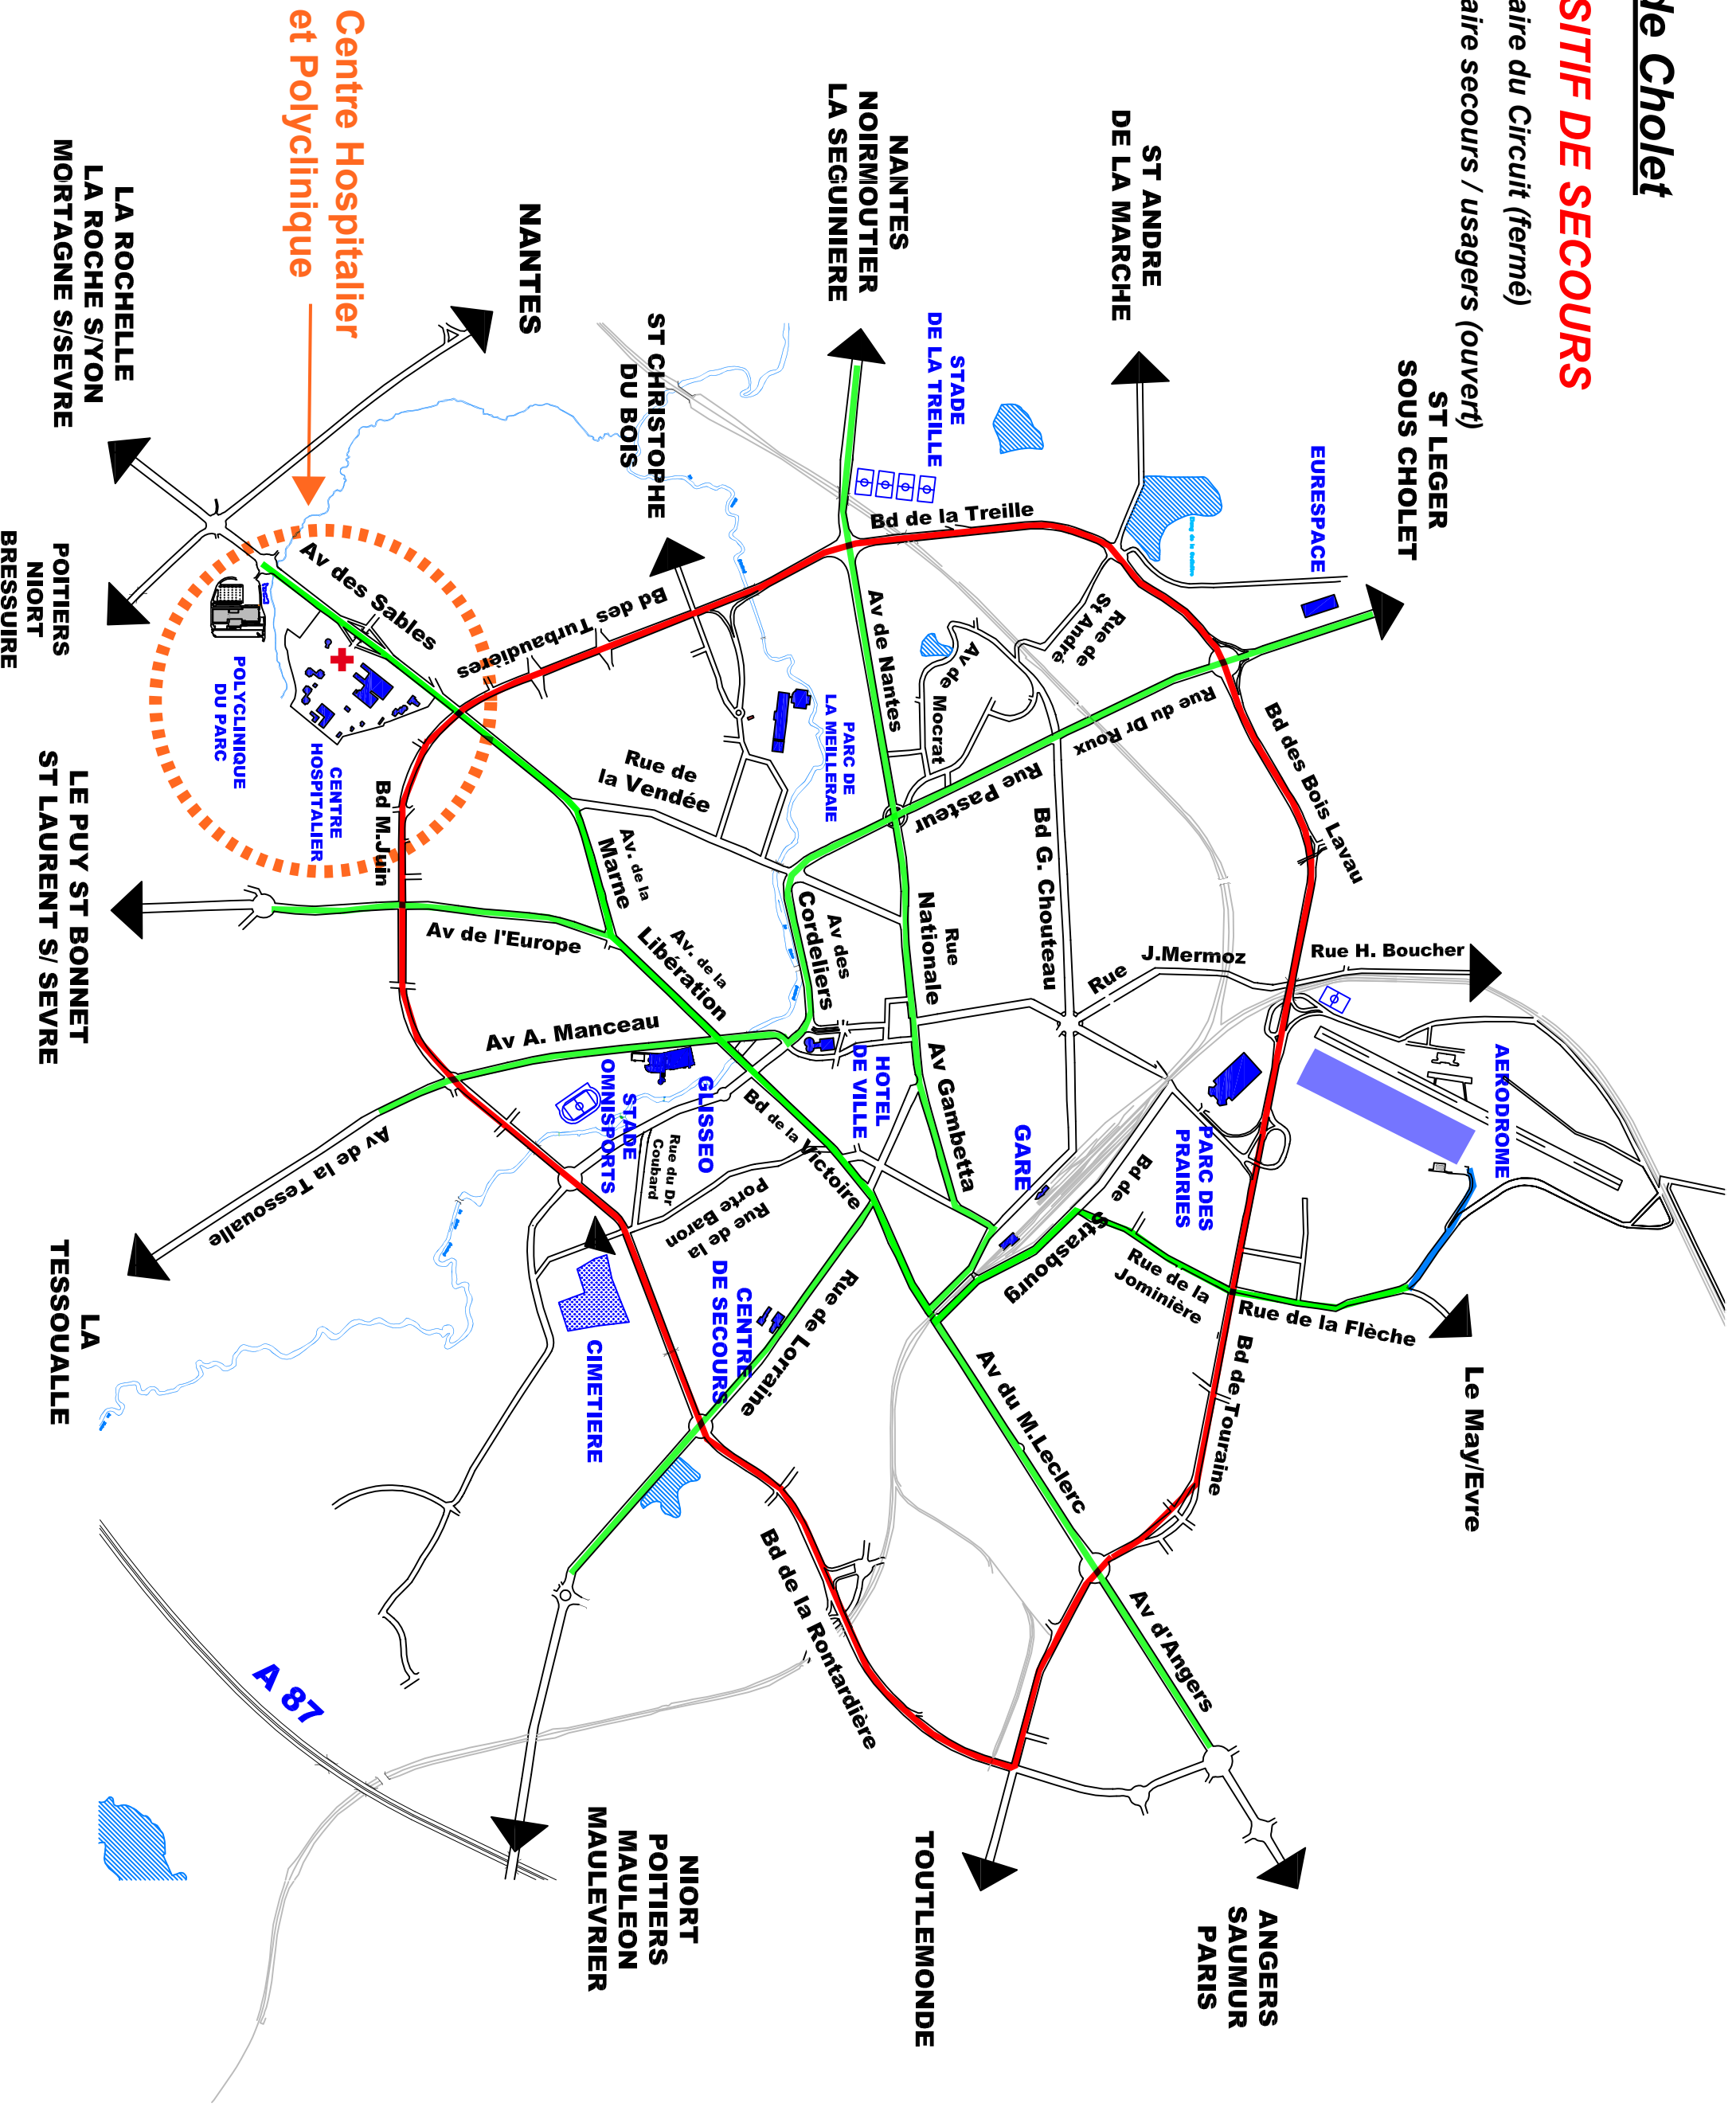 de Cholet
SITIF DE SECOURS
aire du Circuit (fermé)
aire secours / usagers (ouvert)
Centre Hospitalier
et Polyclinique
ST LEGER
SOUS CHOLET
ST ANDRE
DE LA MARCHE
NANTES
NOIRMOUTIER
LA SEGUINIERE
NANTES
LA ROCHELLE
LA ROCHE S/YON
MORTAGNE S/SEVRE
ST CHRISTOPHE
DU BOIS
STADE
DE LA TREILLE
EURESPACE
POITIERS
NIORT
BRESSUIRE
Av des Sables
Bd des Turbaudières
Bd de la Treille
Av de Nantes
Rue de
St André
Av de
Mocrat
Rue du Dr Roux
Rue Pasteur
Bd des Bois Lavau
POLYCLINIQUE
DU PARC
CENTRE
HOSPITALIER
PARC DE
LA MEILLERAIE
Rue de
la Vendée
Bd M.Juin
Av. de la
Marne
Bd G. Chouteau
LE PUY ST BONNET
ST LAURENT S/ SEVRE
Av de l'Europe
Av. de la
Libération
Av des
Cordeliers
Rue
Nationale
Rue
J.Mermoz
Rue H. Boucher
Av A. Manceau
HOTEL
DE VILLE
Av Gambetta
GARE
PARC DES
PRAIRIES
AERODROME
STADE
OMNISPORTS
GLISSEO
Bd de la Victoire
Rue du Dr
Coubard
Rue de la
Porte Baron
Av de la Tessoualle
Bd de
Strasbourg
Rue de la
Jominière
Rue de la Flèche
LA
TESSOUALLE
CENTRE
DE SECOURS
Rue de Lorraine
CIMETIERE
Av du M.Leclerc
Bd de Touraine
Le May/Evre
Bd de la Rontardière
Av d'Angers
A 87
NIORT
POITIERS
MAULEON
MAULEVRIER
TOUTLEMONDE
ANGERS
SAUMUR
PARIS